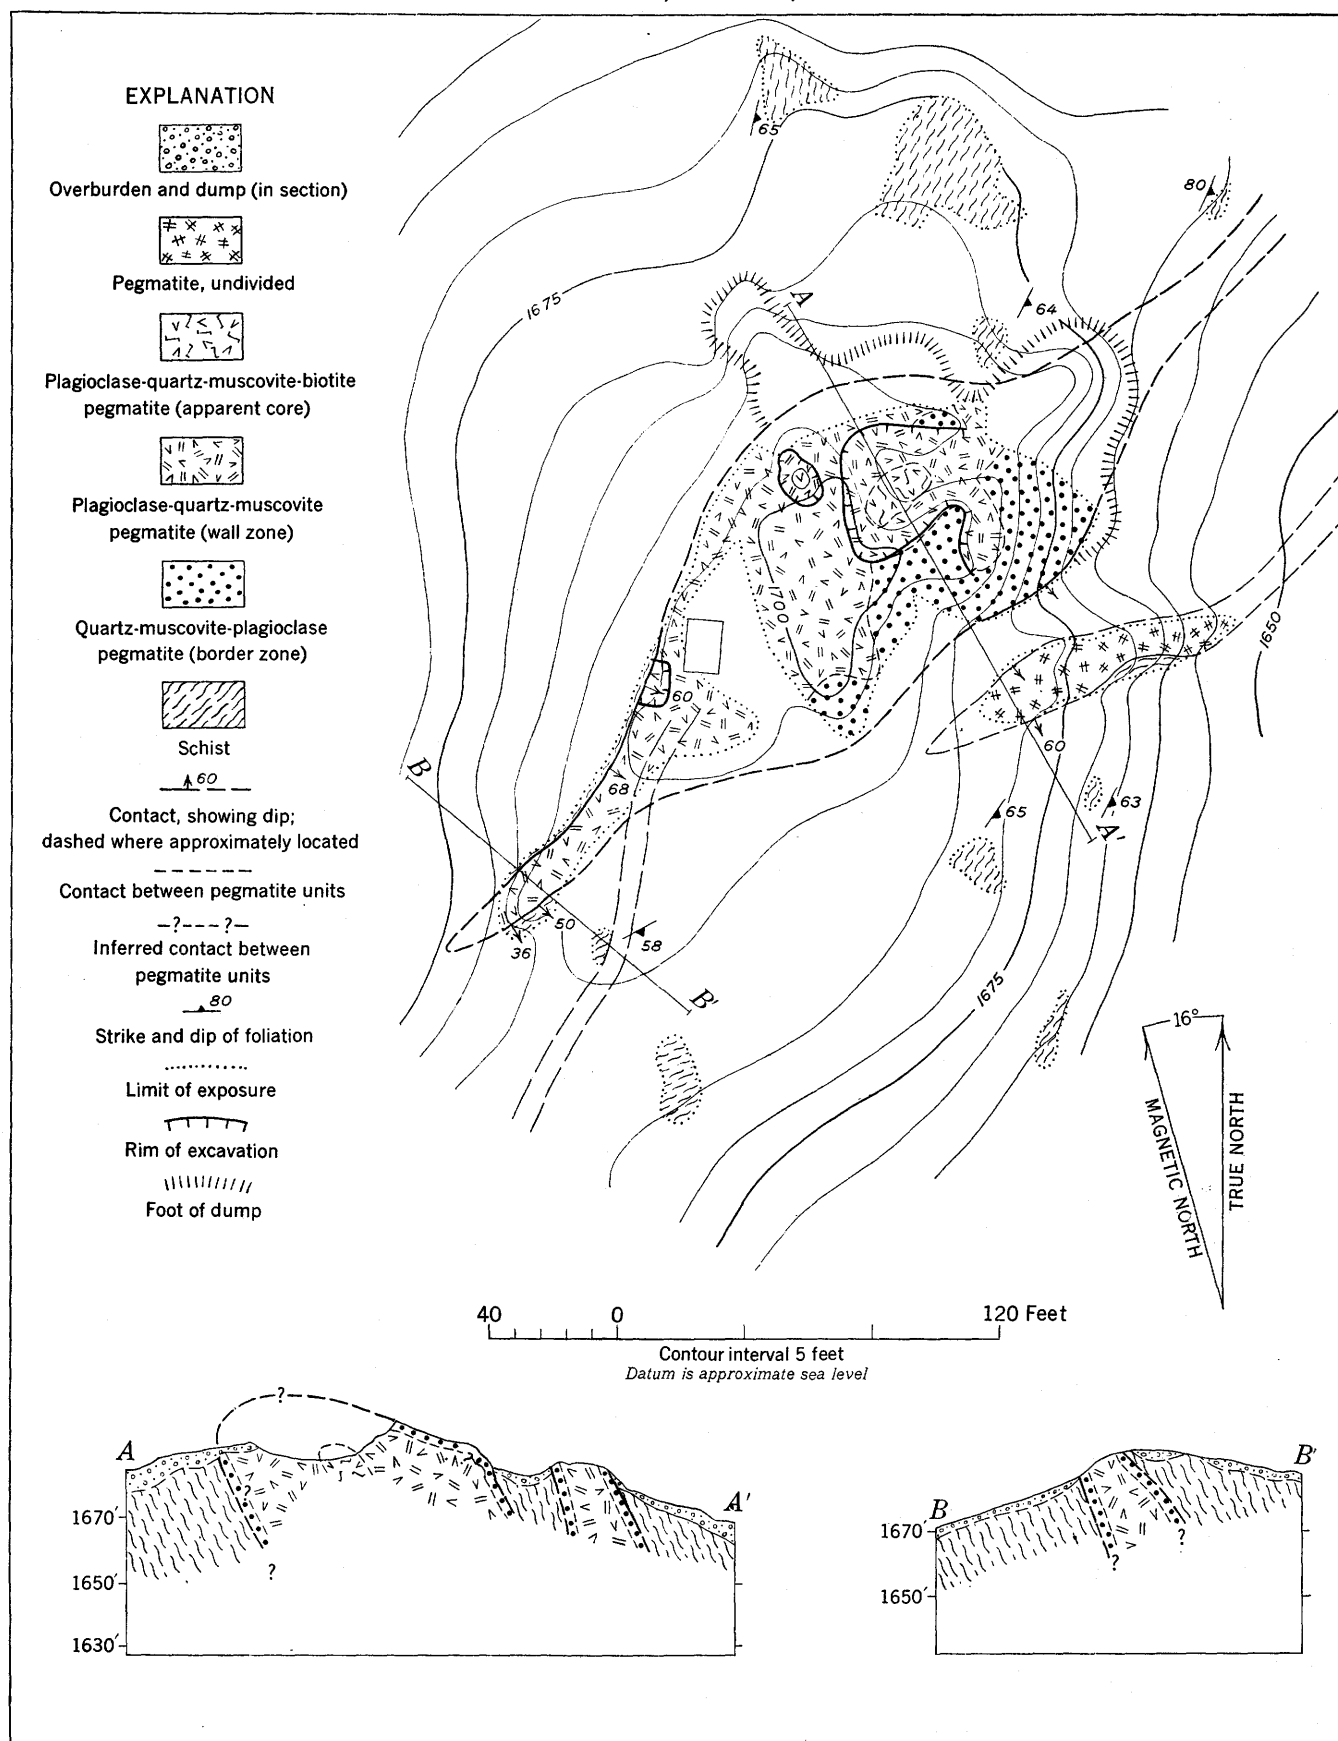 EXPLANATION
Overburden and dump (in section)
Pegmatite, undivided
Plagioclase-quartz-muscovite-biotite
pegmatite (apparent core)
Plagioclase-quartz-muscovite
pegmatite (wall zone)
Quartz-muscovite-plagioclase
pegmatite (border zone)
Schist
60
Contact, showing dip;
dashed where approximately located
Contact between pegmatite units
–?–––?–
Inferred contact between
pegmatite units
80
Strike and dip of foliation
Limit of exposure
Rim of excavation
Foot of dump
65
80
1675
A
64
1700
1650
60
60
B
68
65
63
A'
50
36
58
B'
1675
16°
MAGNETIC NORTH
TRUE NORTH
40 0 120 Feet
Contour interval 5 feet
Datum is approximate sea level
?
A
A'
?
1670'
?
1650'
1630'
B
B'
1670'
?
?
1650'